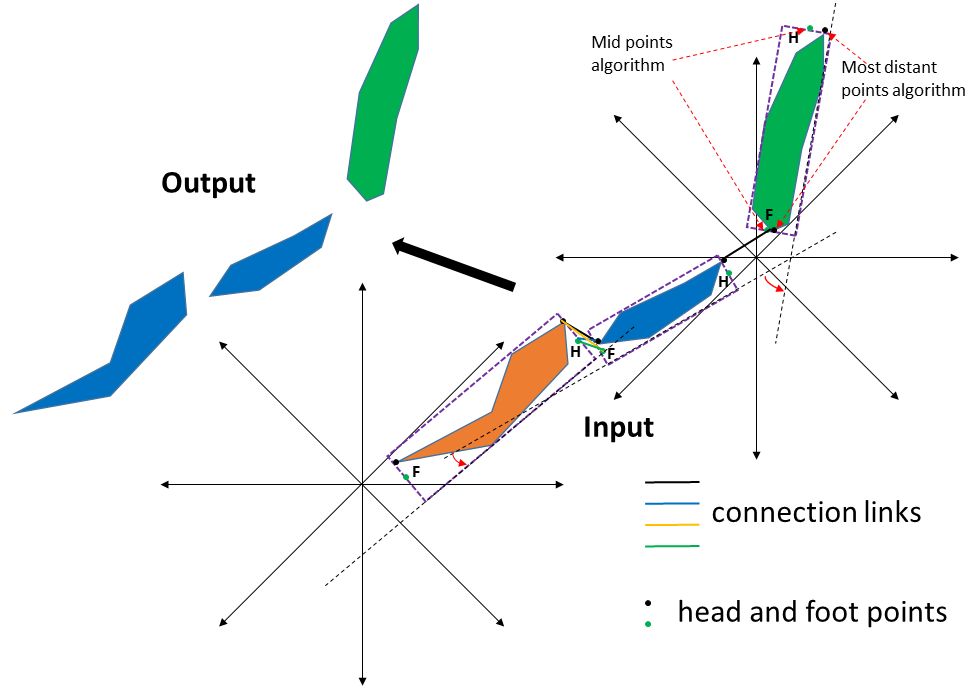 H
Mid points
algorithm
Most distant
points algorithm
Output
F
H
H
F
Input
F
connection links
head and foot points